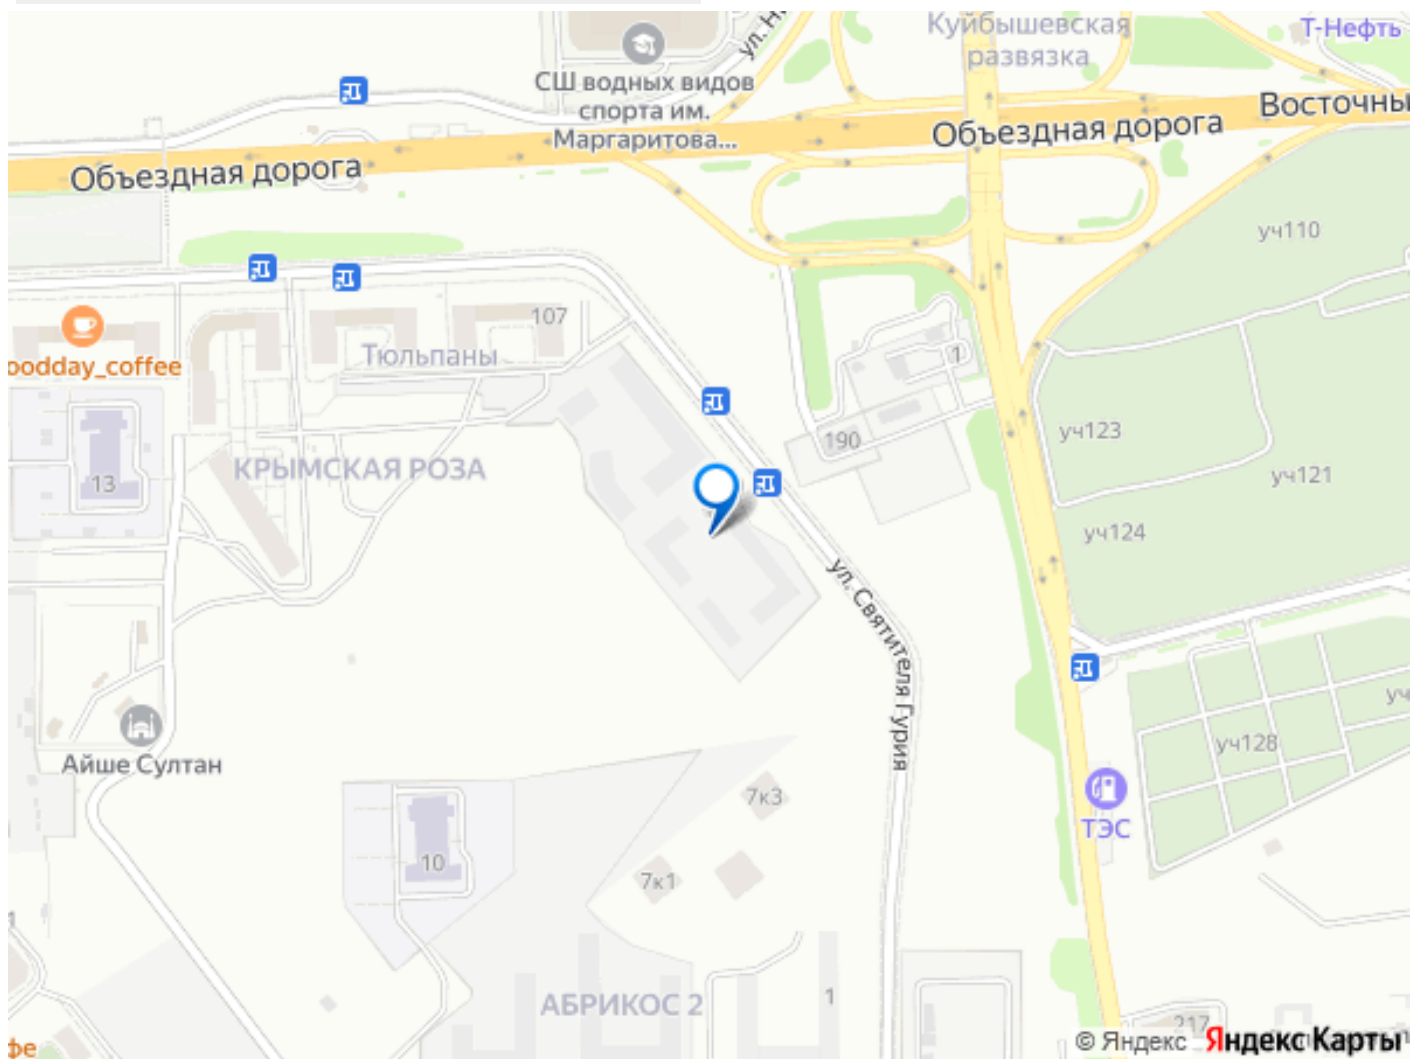 Куйбышевская
развязка
Т-Нефть
СШ водных видов
спорта им.
Маргаритова...
Объездная дорога
Восточны
Объездная дорога
уч110
107
Тюльпаны
oodday_coffee
1
190
уч123
КРЫМСКАЯ РОЗА
13
уч121
уч124
ул. Святителя Гурия
Айше Султан
уч128
7к3
ТЭС
10
7к1
АБРИКОС 2
1
217
фе
© Яндекс Яндекс Карты